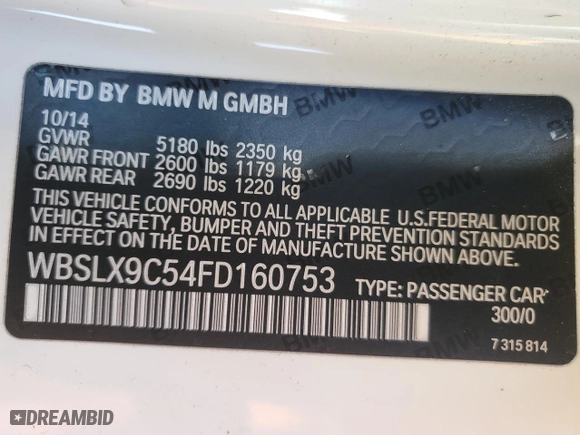 MFD BY BMW M GMBH
10/14
GVWR 5180 lbs 2350 kg
GAWR FRONT 2600 lbs 1179 kg
GAWR REAR 2690 lbs 1220 kg
THIS VEHICLE CONFORMS TO ALL APPLICABLE U.S.FEDERAL MOTOR
VEHICLE SAFETY, BUMPER AND THEFT PREVENTION STANDARDS
IN EFFECT ON THE DATE OF MANUFACTURE SHOWN ABOVE.
WBSLX9C54FD160753
TYPE: PASSENGER CAR
300/0
7 315 814
DREAMBID